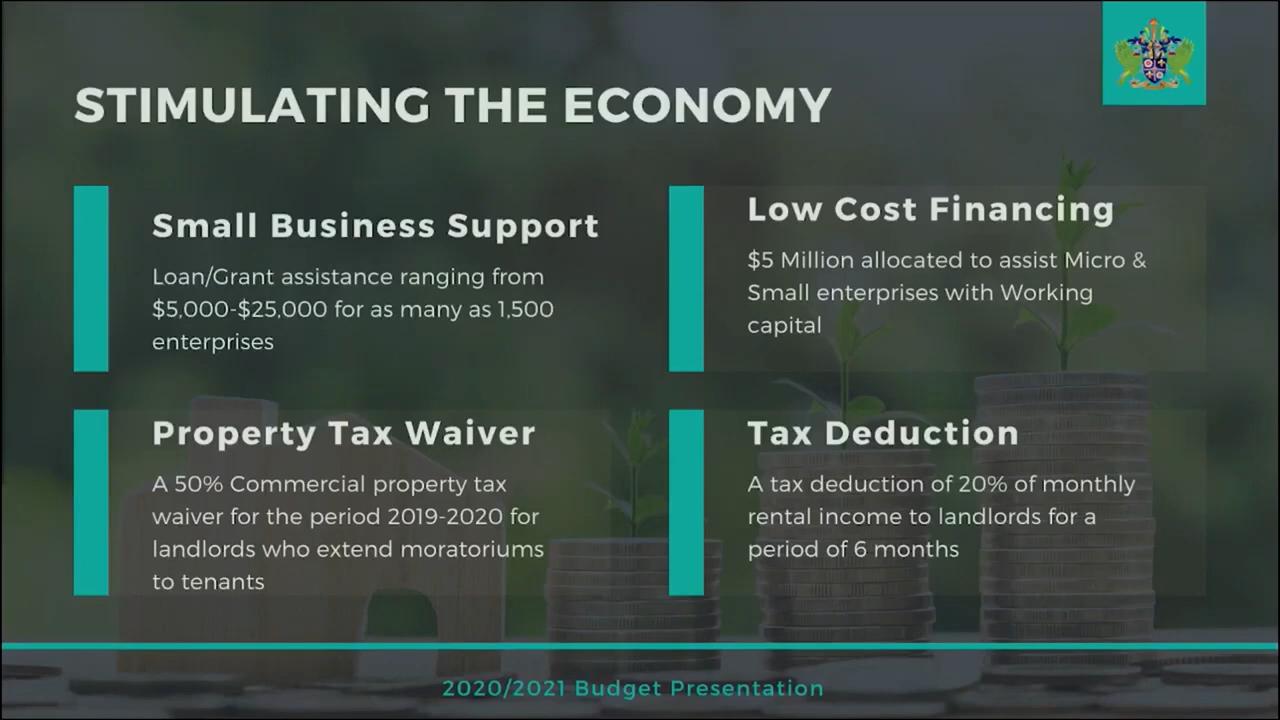 STIMULATING THE ECONOMY
Small Business Support
Loan/Grant assistance ranging from
$5,000-$25,000 for as many as 1,500
enterprises
Low Cost Financing
$5 Million allocated to assist Micro &
Small enterprises with Working
capital
Property Tax Waiver
A 50% Commercial property tax
waiver for the period 2019-2020 for
landlords who extend moratoriums
to tenants
Tax Deduction
A tax deduction of 20% of monthly
rental income to landlords for a
period of 6 months
2020/2021 Budget Presentation